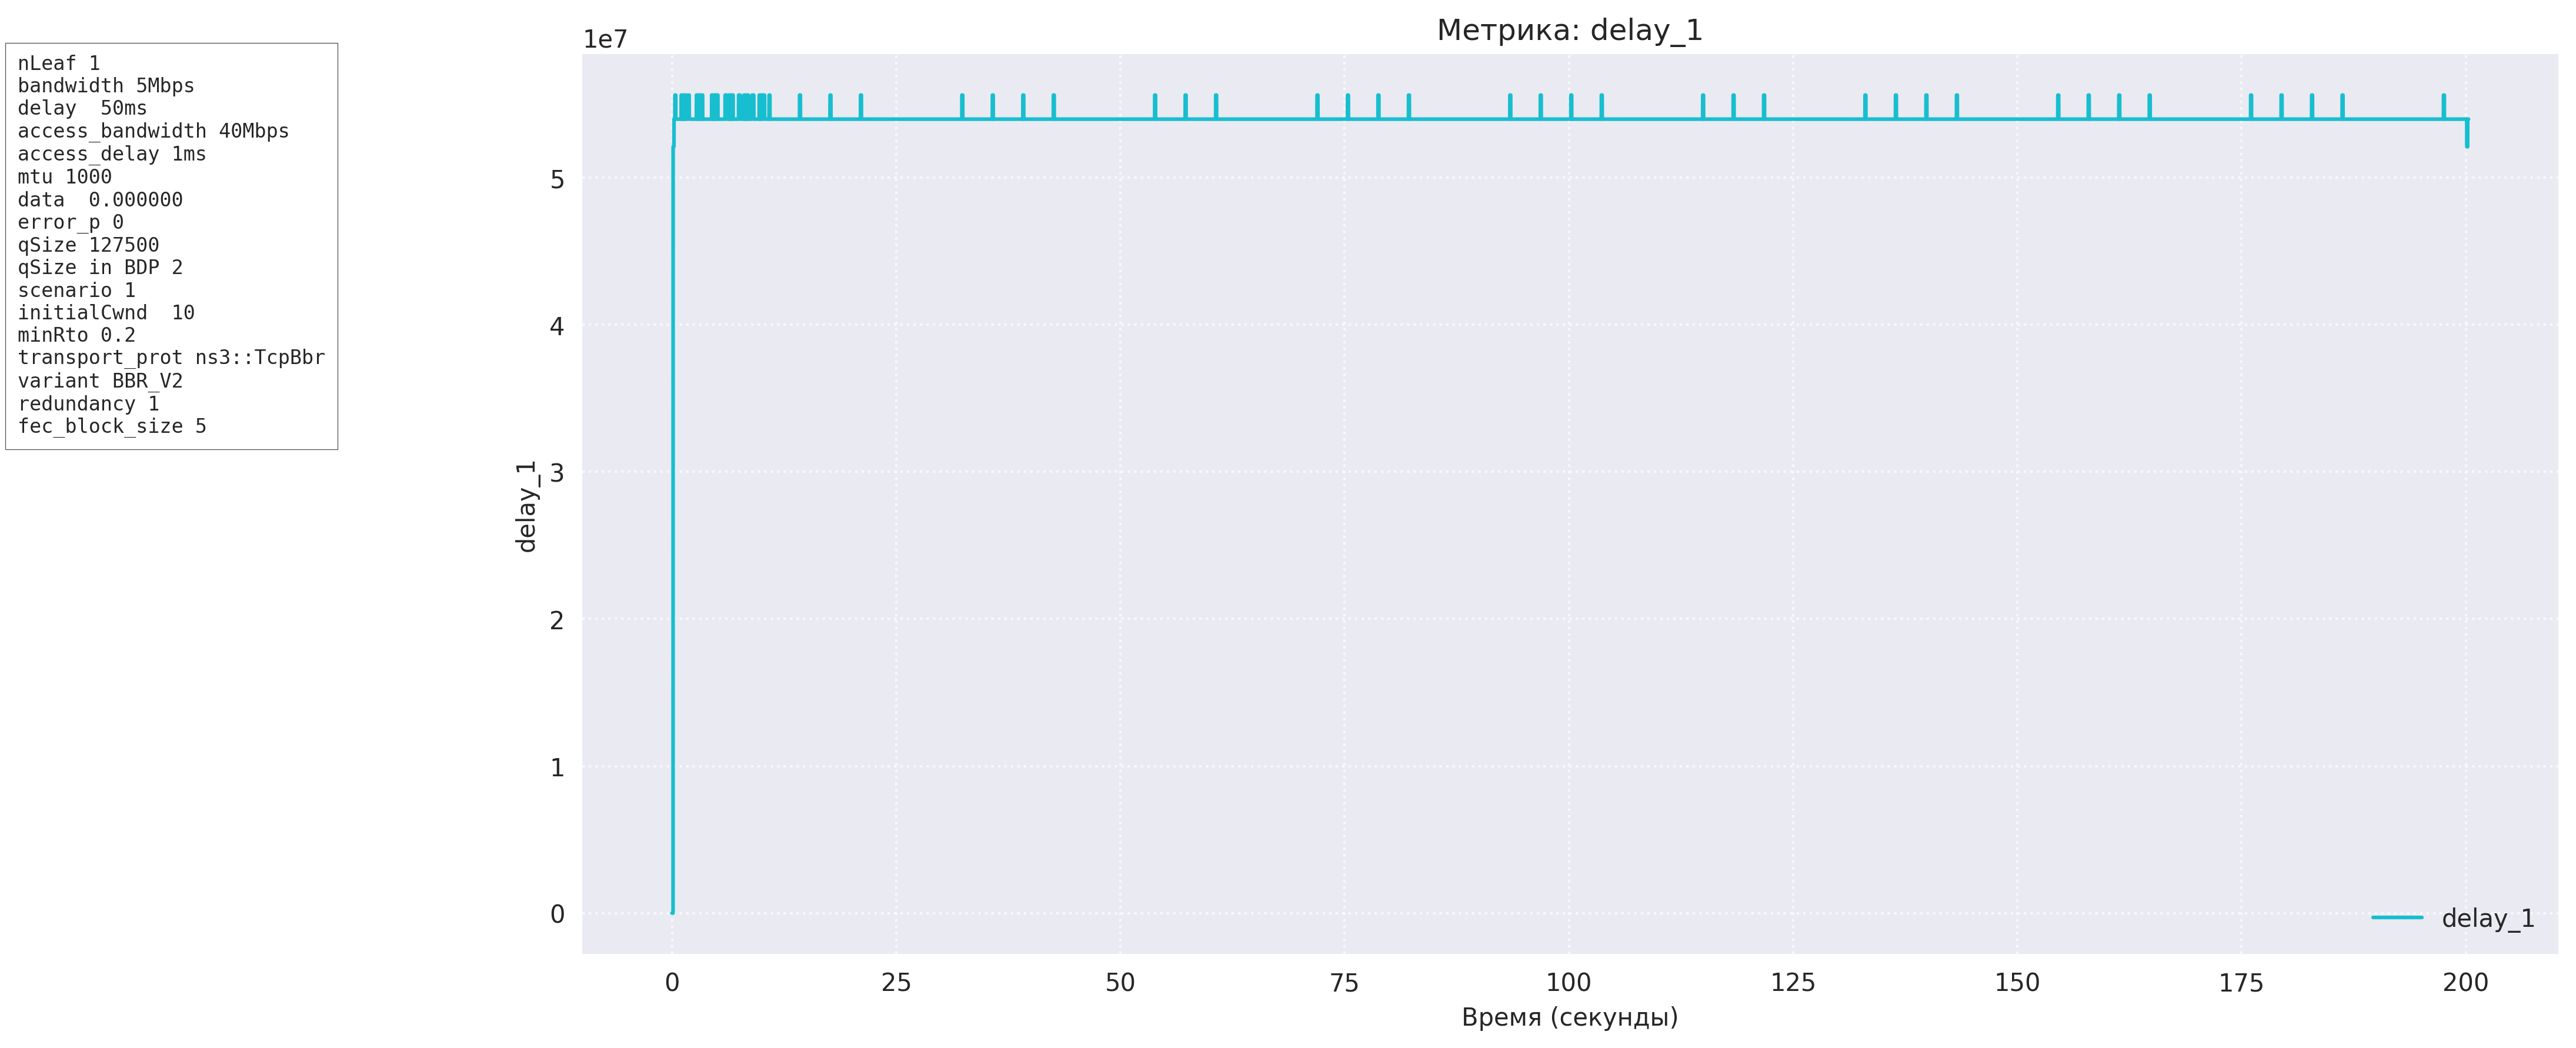 nLeaf 1
bandwidth 5Mbps
delay  50ms
access_bandwidth 40Mbps
access_delay 1ms
mtu 1000
data  0.000000
error_p 0
qSize 127500
qSize in BDP 2
scenario 1
initialCwnd  10
minRto 0.2
transport_prot ns3::TcpBbr
variant BBR_V2
redundancy 1
fec_block_size 5
Метрика: delay_1
1e7
delay_1
5
4
3
2
1
0
0 25 50 75 100 125 150 175 200
Время (секунды)
delay_1